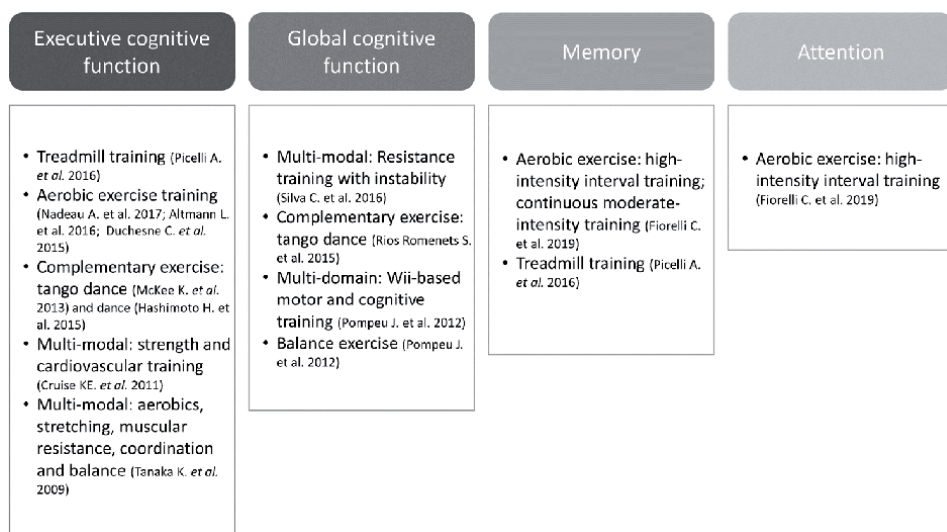 Executive cognitive
function
• Treadmill training (Picelli A.
et al. 2016)
• Aerobic exercise training
(Nadeau A. et al. 2017; Altmann L.
et al. 2016; Duchesne C. et al.
2015)
• Complementary exercise:
tango dance (McKee K. et al.
2013) and dance (Hashimoto H. et
al. 2015)
• Multi-modal: strength and
cardiovascular training
(Cruise KE. et al. 2011)
• Multi-modal: aerobics,
stretching, muscular
resistance, coordination
and balance (Tanaka K. et al.
2009)
Global cognitive
function
• Multi-modal: Resistance
training with instability
(Silva C. et al. 2016)
• Complementary exercise:
tango dance (Rios Romenets S.
et al. 2015)
• Multi-domain: Wii-based
motor and cognitive
training (Pompeu J. et al. 2012)
• Balance exercise (Pompeu J.
et al. 2012)
Memory
• Aerobic exercise: high-
intensity interval training;
continuous moderate-
intensity training (Fiorelli C.
et al. 2019)
• Treadmill training (Picelli A.
et al. 2016)
Attention
• Aerobic exercise: high-
intensity interval training
(Fiorelli C. et al. 2019)